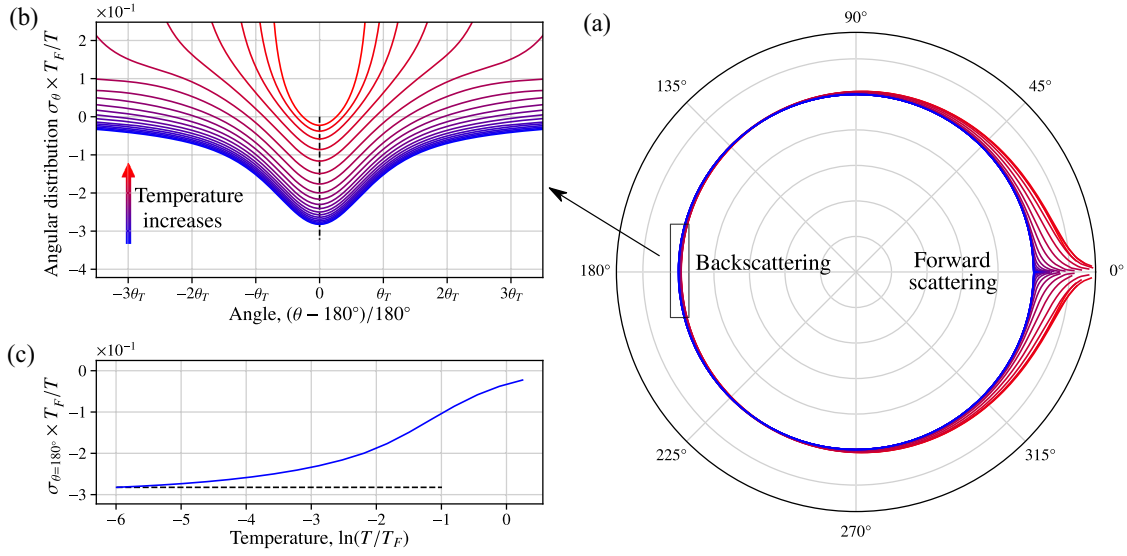 (b)
×10⁻¹
2
1
0
−1
−2
−3
−4
Angular distribution σθ × T_F/T
Temperature
increases
−3θ_T
−2θ_T
−θ_T
0
θ_T
2θ_T
3θ_T
Angle, (θ − 180°)/180°
(c)
×10⁻¹
0
−1
−2
−3
σ_θ=180° × T_F/T
−6
−5
−4
−3
−2
−1
0
Temperature, ln(T/T_F)
(a)
90°
135°
45°
180°
Backscattering
Forward
scattering
0°
225°
315°
270°